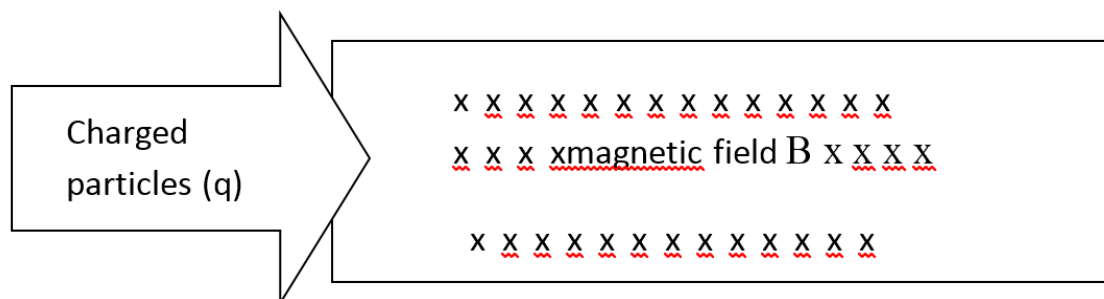 Charged
particles (q)
x x x x x x x x x x x x x x
x x x xmagnetic field B x x x x
x x x x x x x x x x x x x